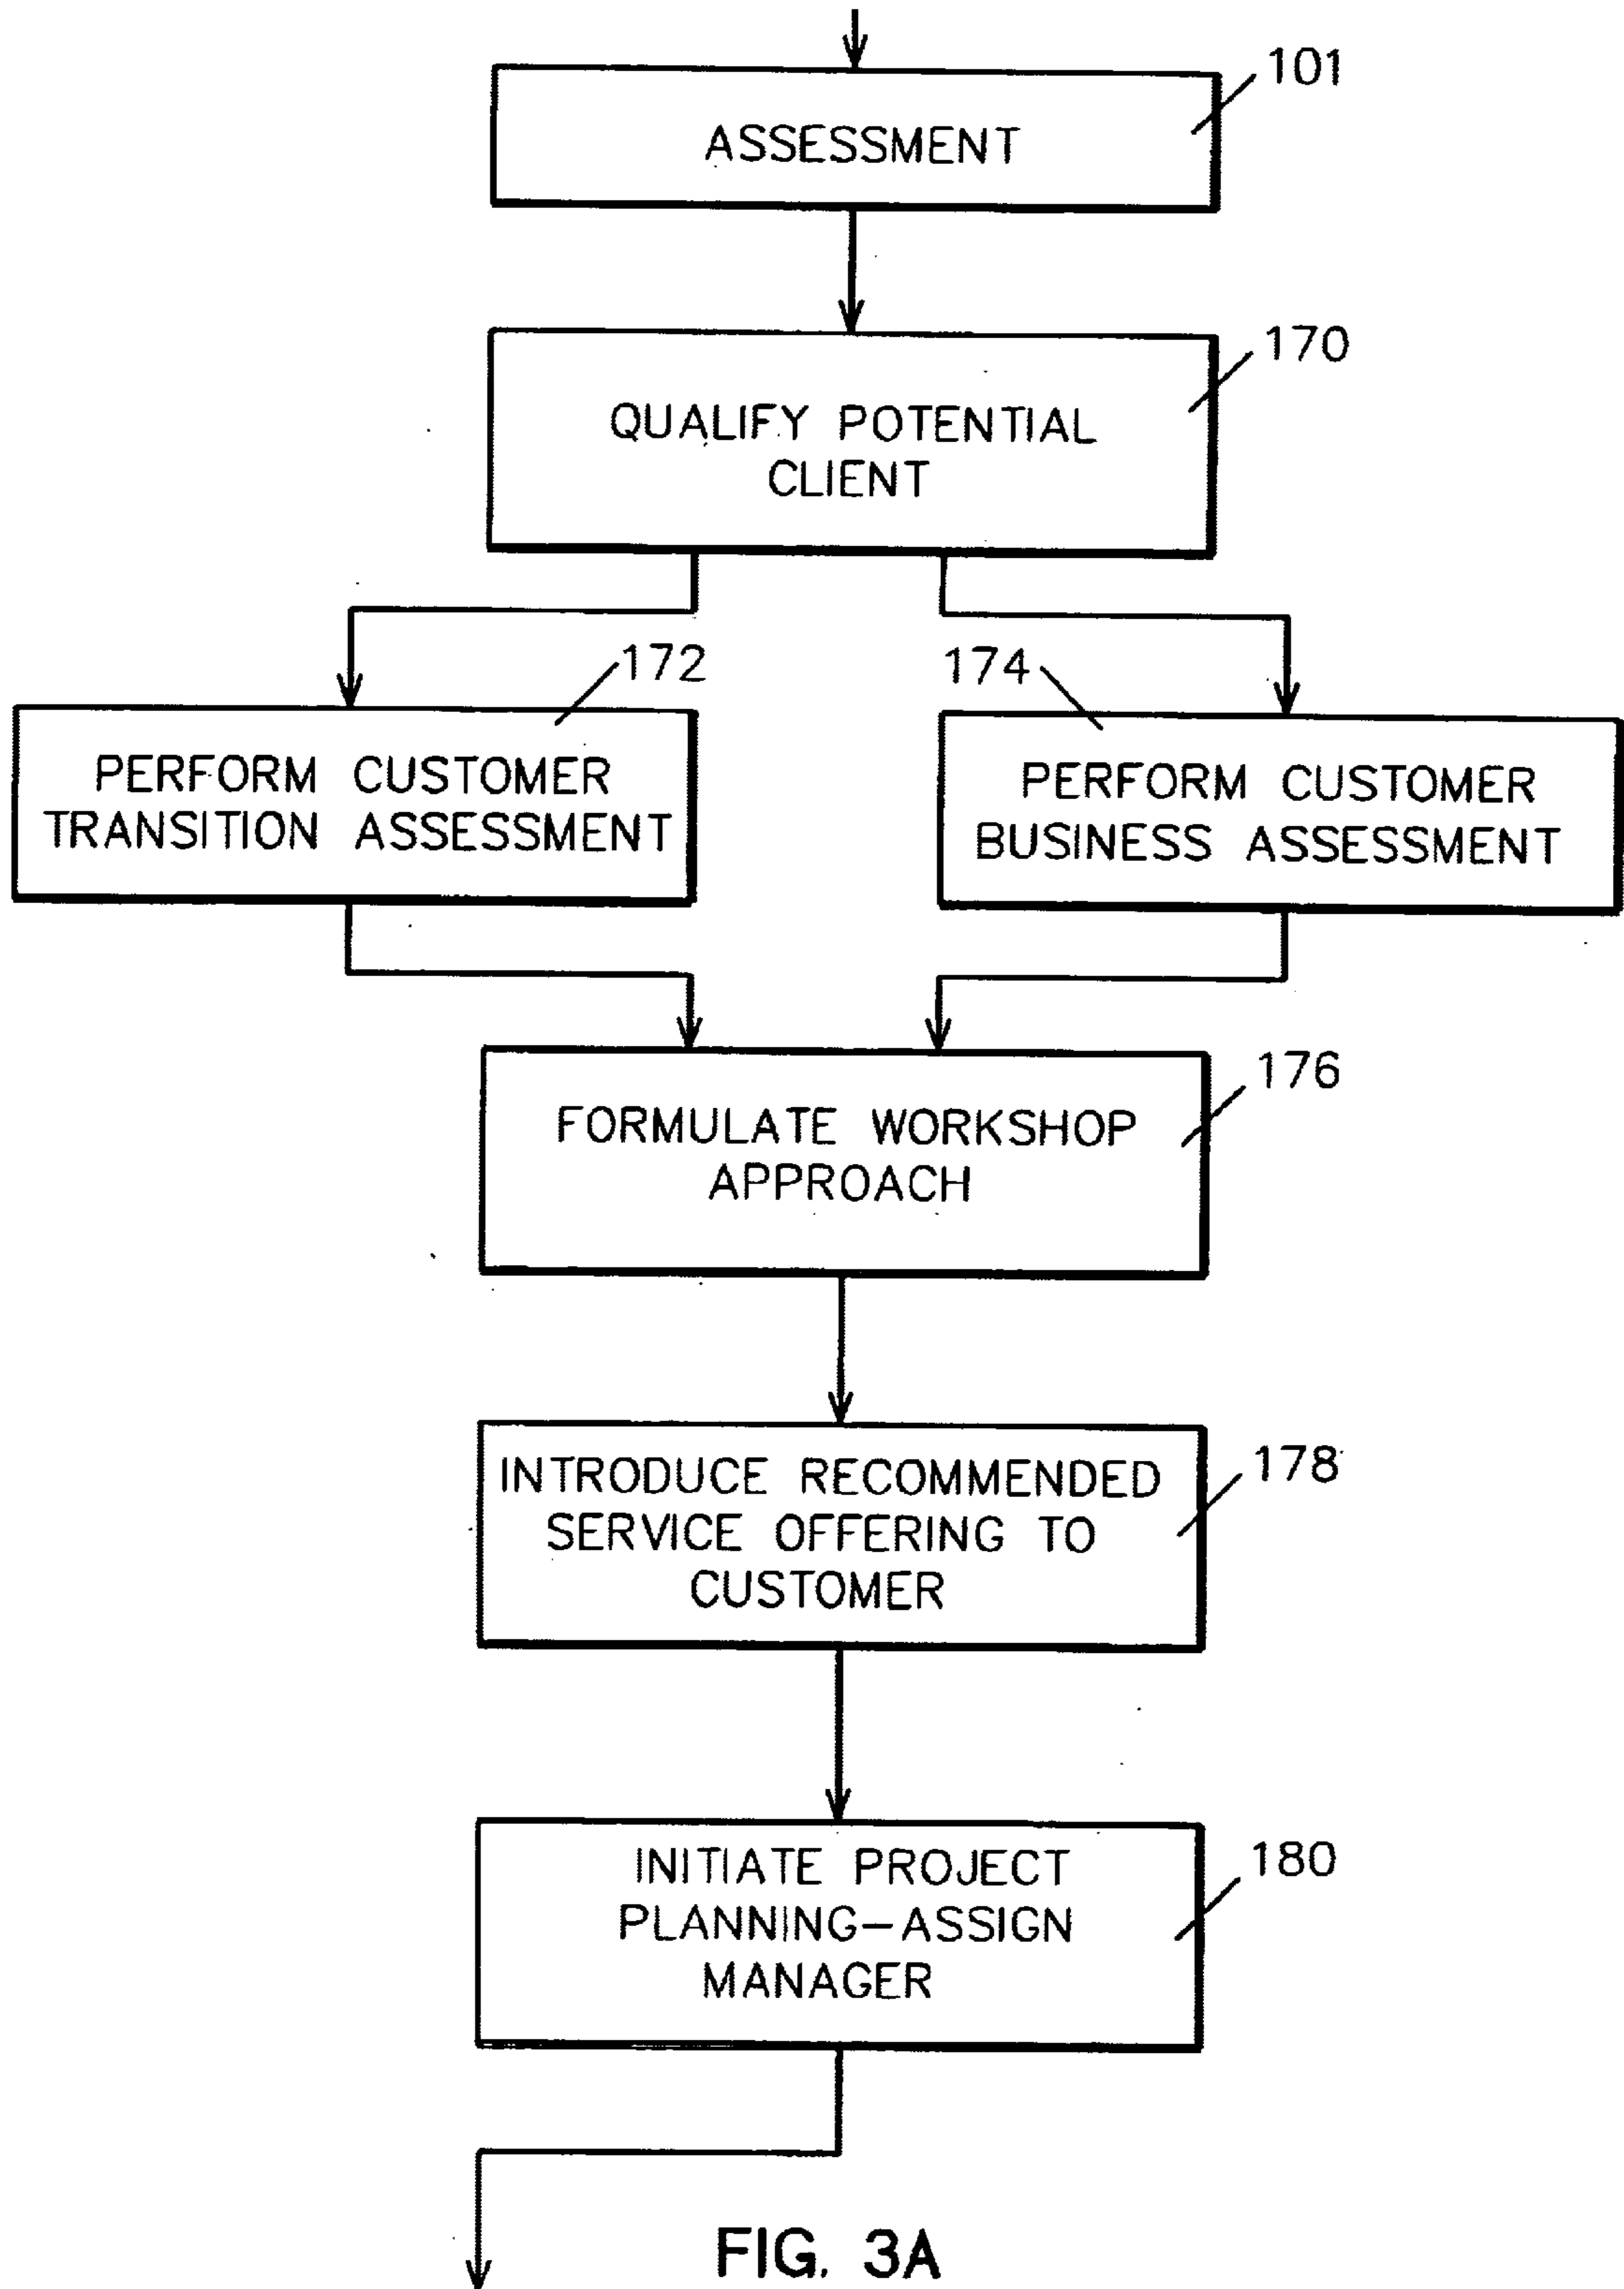 101
ASSESSMENT
170
QUALIFY POTENTIAL
CLIENT
172
PERFORM CUSTOMER
TRANSITION ASSESSMENT
174
PERFORM CUSTOMER
BUSINESS ASSESSMENT
176
FORMULATE WORKSHOP
APPROACH
178
INTRODUCE RECOMMENDED
SERVICE OFFERING TO
CUSTOMER
180
INITIATE PROJECT
PLANNING–ASSIGN
MANAGER
FIG. 3A